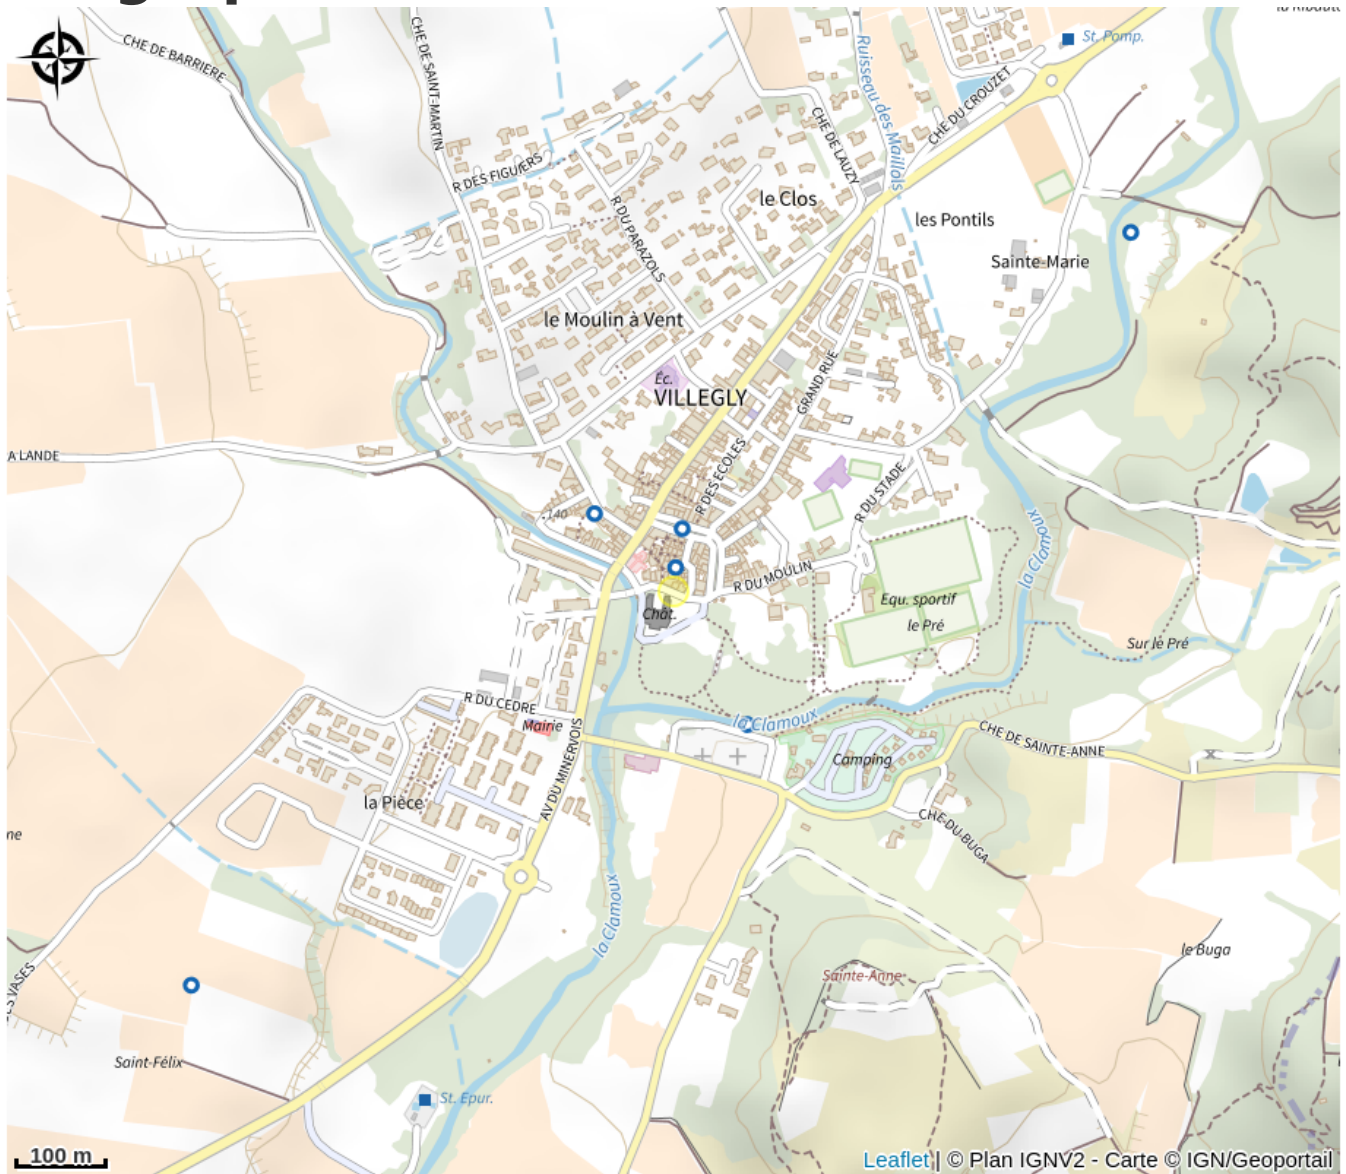 CHE DE BARRIERE
CHE DE SAINT-MARTIN
Ruisseau des Maillols
St. Pomp.
CHE DU CROUZET
CHE DE LAUZY
R DES FIGUIERS
le Clos
les Pontils
R DU PARAZOLS
Sainte-Marie
le Moulin à Vent
GRAND RUE
Éc.
VILLEGLY
A LANDE
R DES ECOLES
R DU STADE
140
la Clamoux
R DU MOULIN
Chât.
Equ. sportif
le Pré
Sur le Pré
R DU CEDRE
Mairie
la Clamoux
CHE DE SAINTE-ANNE
Camping
AV DU MINERVOIS
la Pièce
CHE DU BUGA
ne
la Clamoux
le Buga
Sainte-Anne
ES VASES
Saint-Félix
St. Epur.
100 m
Leaflet | © Plan IGNV2 - Carte © IGN/Geoportail